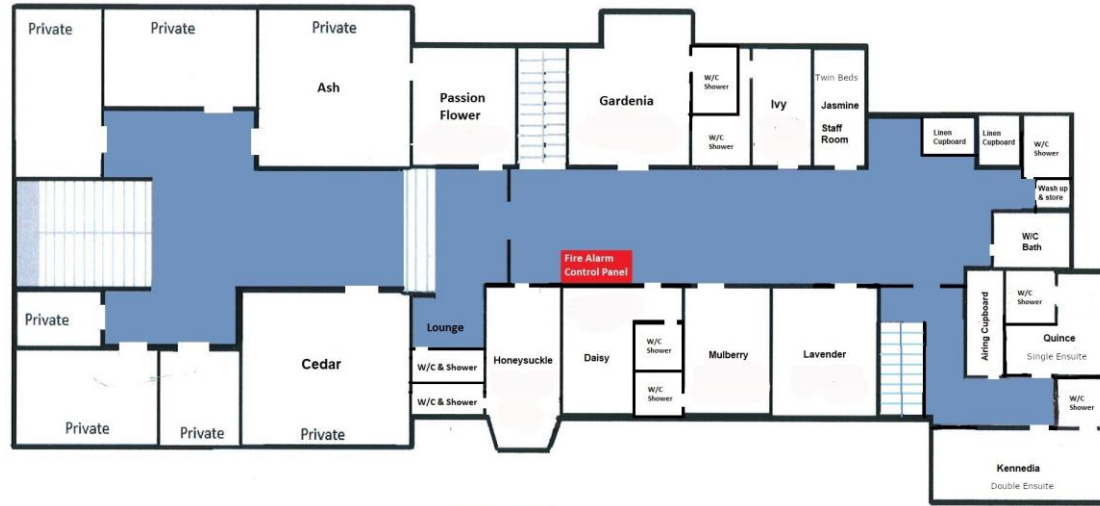 Private
Private
Private
Ash
Passion
Flower
Gardenia
W/C
Shower
W/C
Shower
Ivy
Twin Beds
Jasmine
Staff
Room
Linen
Cupboard
Linen
Cupboard
W/C
Shower
Wash up
& store
W/C
Bath
Fire Alarm
Control Panel
Private
Private
Private
Cedar
Private
Lounge
W/C & Shower
W/C & Shower
Honeysuckle
Daisy
W/C
Shower
W/C
Shower
Mulberry
Lavender
Airing Cupboard
W/C
Shower
Quince
Single Ensuite
W/C
Shower
Kennedia
Double Ensuite